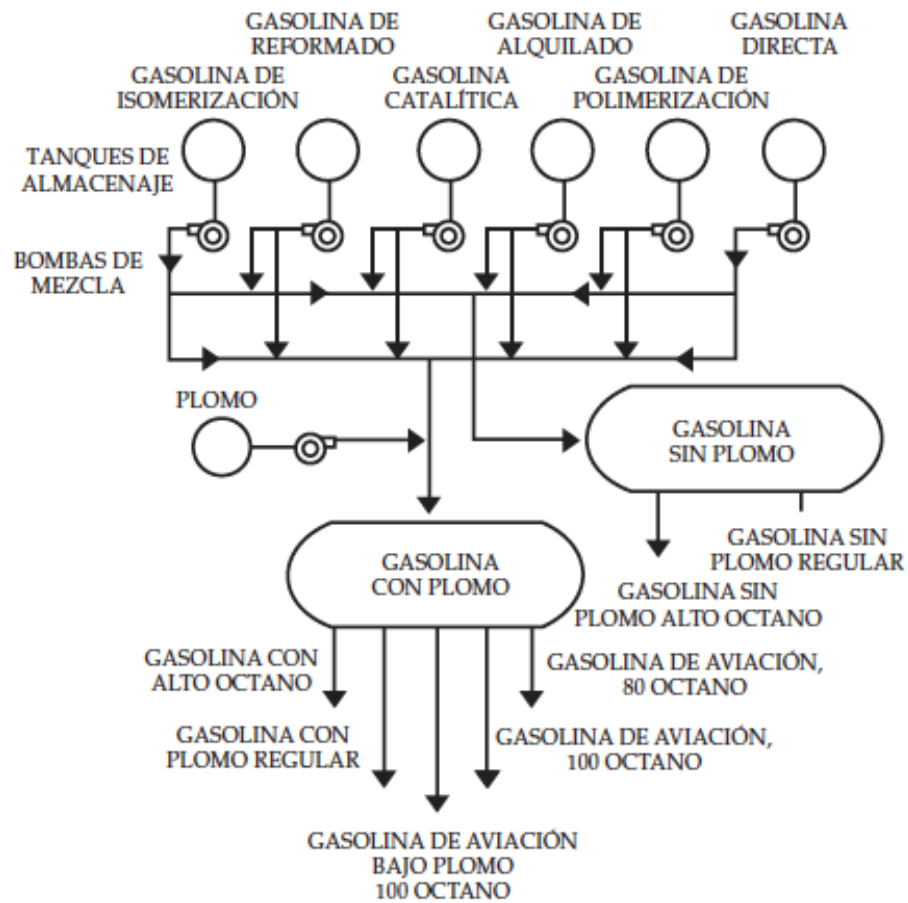 GASOLINA DE
REFORMADO
GASOLINA DE
ALQUILADO
GASOLINA
DIRECTA
GASOLINA DE
ISOMERIZACIÓN
GASOLINA
CATALÍTICA
GASOLINA DE
POLIMERIZACIÓN
TANQUES DE
ALMACENAJE
BOMBAS DE
MEZCLA
PLOMO
GASOLINA
SIN PLOMO
GASOLINA SIN
PLOMO REGULAR
GASOLINA
CON PLOMO
GASOLINA SIN
PLOMO ALTO OCTANO
GASOLINA CON
ALTO OCTANO
GASOLINA DE AVIACIÓN,
80 OCTANO
GASOLINA CON
PLOMO REGULAR
GASOLINA DE AVIACIÓN,
100 OCTANO
GASOLINA DE AVIACIÓN
BAJO PLOMO
100 OCTANO